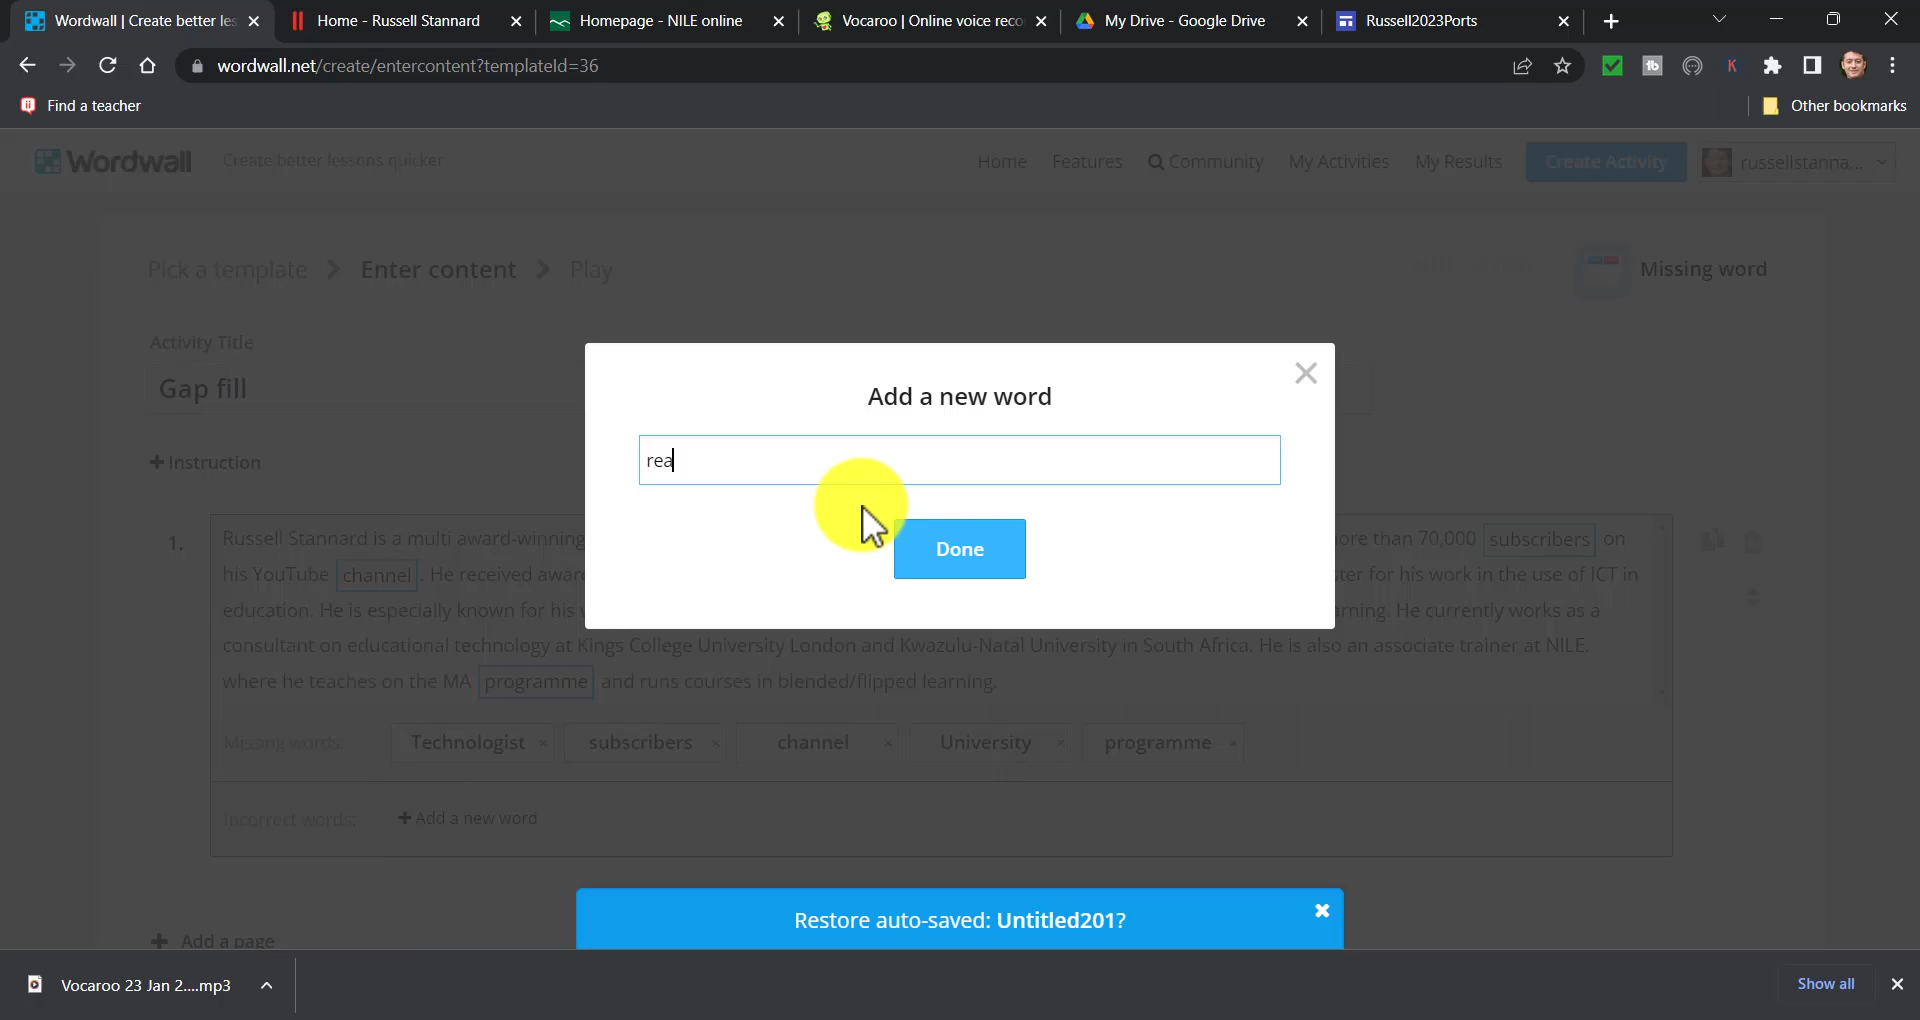 Wordwall | Create better les
Home - Russell Stannard
Homepage - NILE online
Vocaroo | Online voice reco
My Drive - Google Drive
Russell2023Ports
wordwall.net/create/entercontent?templateId=36
Find a teacher
Other bookmarks
Wordwall
Create better lessons quicker
Home
Features
Community
My Activities
My Results
Create Activity
russellstanna...
Pick a template > Enter content > Play
Missing word
Activity Title
Gap fill
Add a new word
rea
Done
+ Instruction
1.
Russell Stannard is a multi award-winning
ore than 70,000 subscribers on
his YouTube channel . He received awar
ter for his work in the use of ICT in
education. He is especially known for his
arning. He currently works as a
consultant on educational technology at Kings College University London and Kwazulu-Natal University in South Africa. He is also an associate trainer at NILE.
where he teaches on the MA programme and runs courses in blended/flipped learning.
Missing words: Technologist × subscribers × channel × University × programme ×
Incorrect words: + Add a new word
Restore auto-saved: Untitled201?
+ Add a page
Vocaroo 23 Jan 2....mp3
Show all